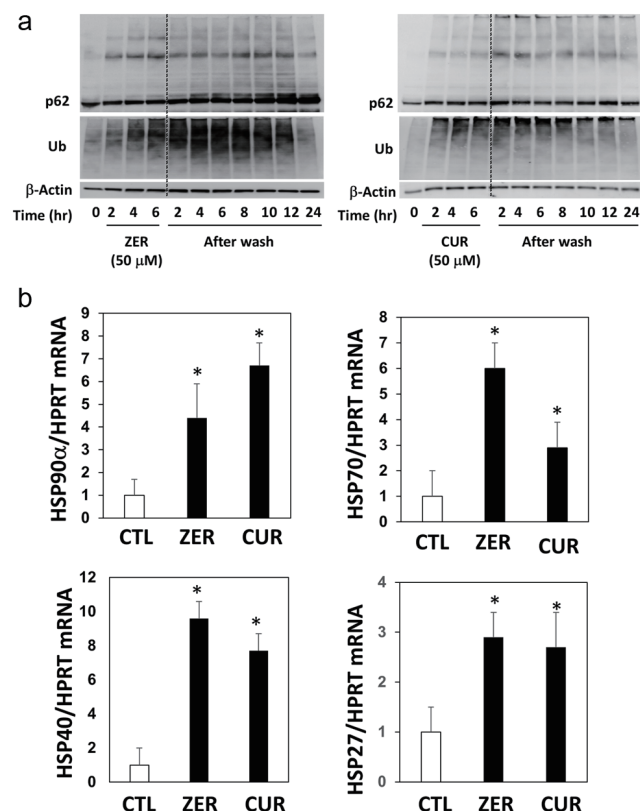 a
p62
Ub
β-Actin
Time (hr) 0 2 4 6 2 4 6 8 10 12 24
ZER
(50 μM)
After wash
p62
Ub
β-Actin
Time (hr) 0 2 4 6 2 4 6 8 10 12 24
CUR
(50 μM)
After wash
b
HSP90α/HPRT mRNA
9
8
7
6
5
4
3
2
1
0
*
*
CTL ZER CUR
HSP70/HPRT mRNA
8
7
6
5
4
3
2
1
0
*
*
CTL ZER CUR
HSP40/HPRT mRNA
12
10
8
6
4
2
0
*
*
CTL ZER CUR
HSP27/HPRT mRNA
4
3
2
1
0
*
*
CTL ZER CUR